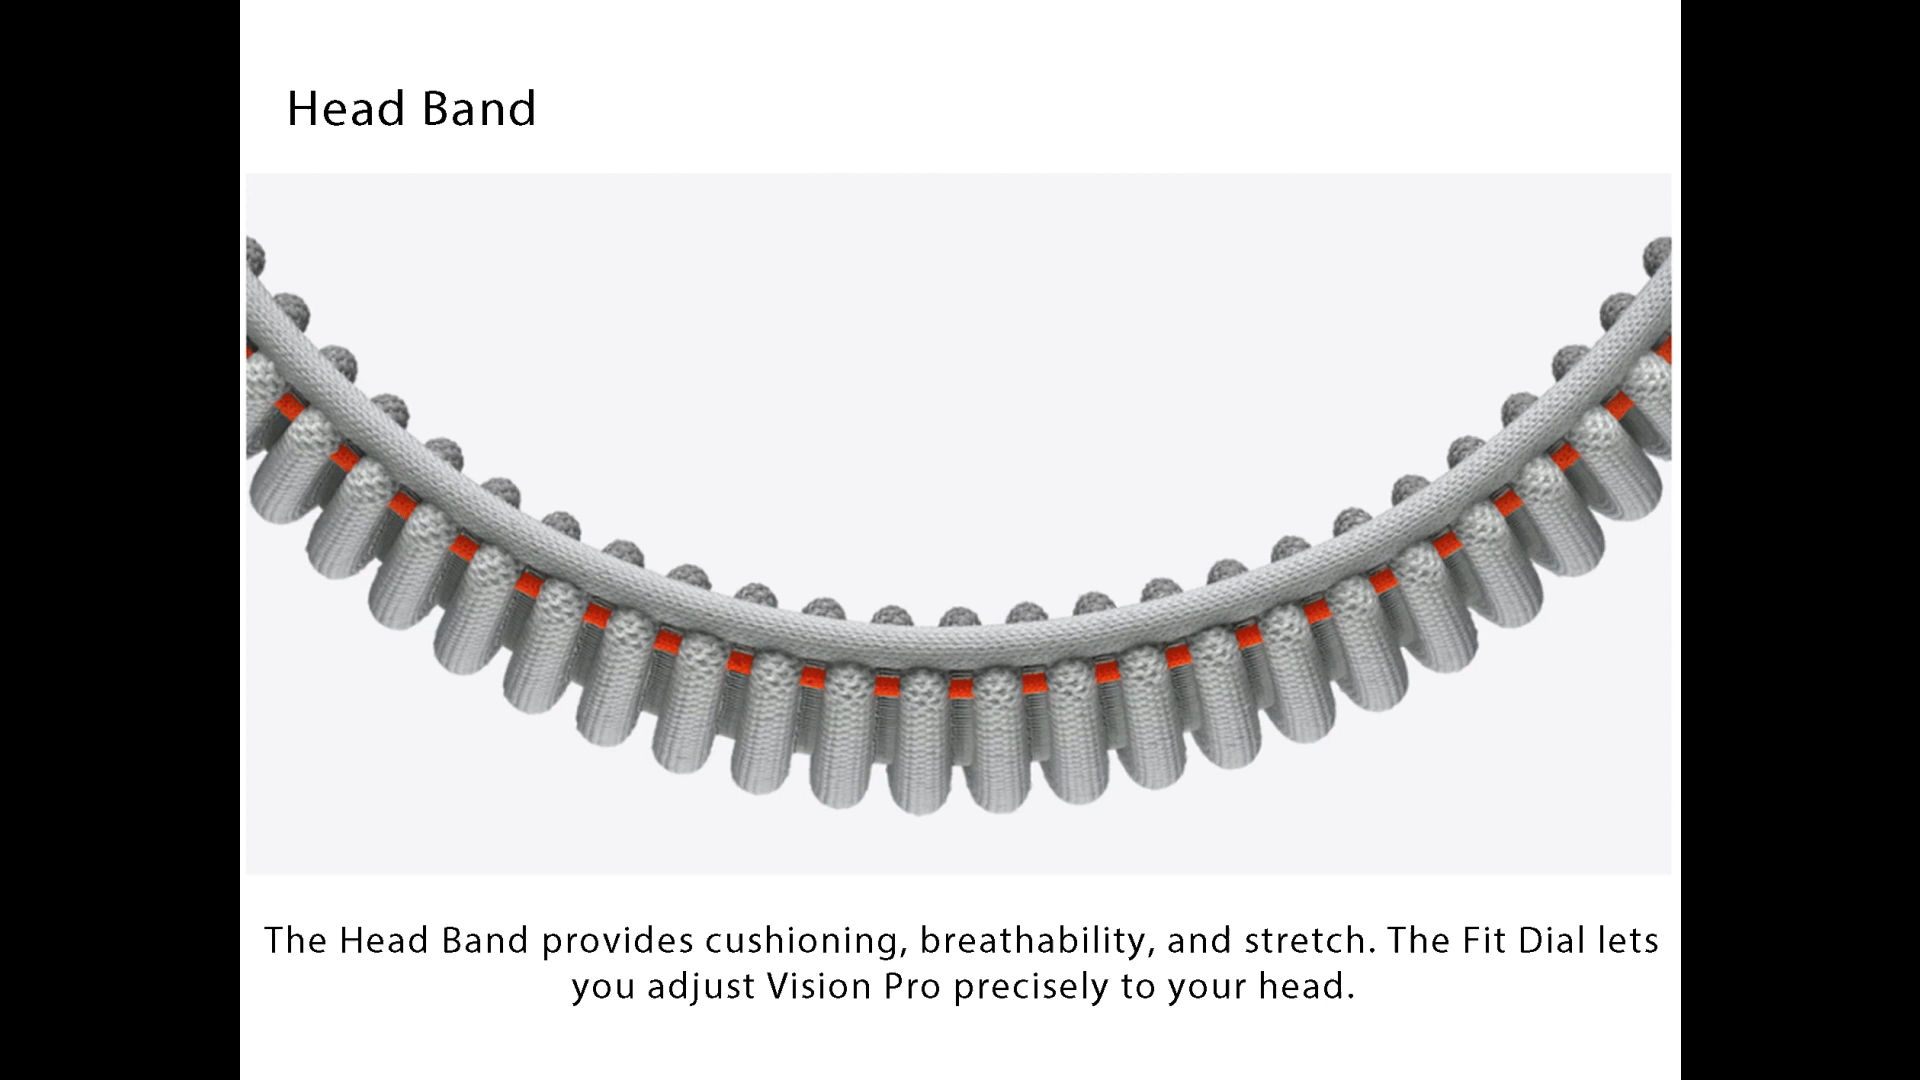 Head Band
The Head Band provides cushioning, breathability, and stretch. The Fit Dial lets
you adjust Vision Pro precisely to your head.